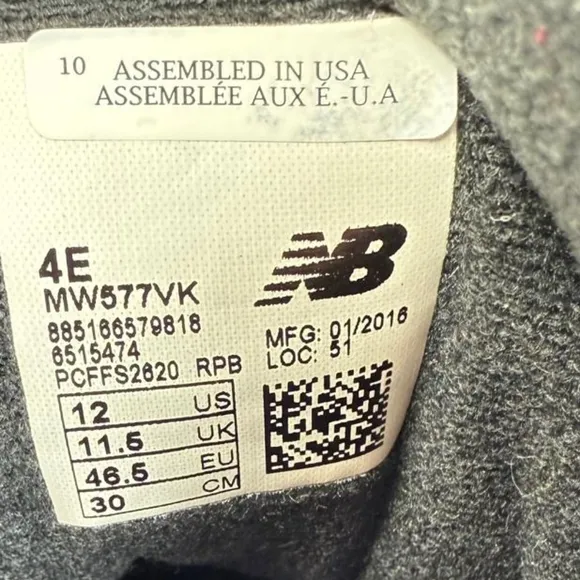 10 ASSEMBLED IN USA
ASSEMBLÉE AUX É.-U.A
4E
MW577VK
885166579818
6515474
PCFFS2620 RPB
NB
MFG: 01/2016
LOC: 51
12 US
11.5 UK
46.5 EU
30 CM